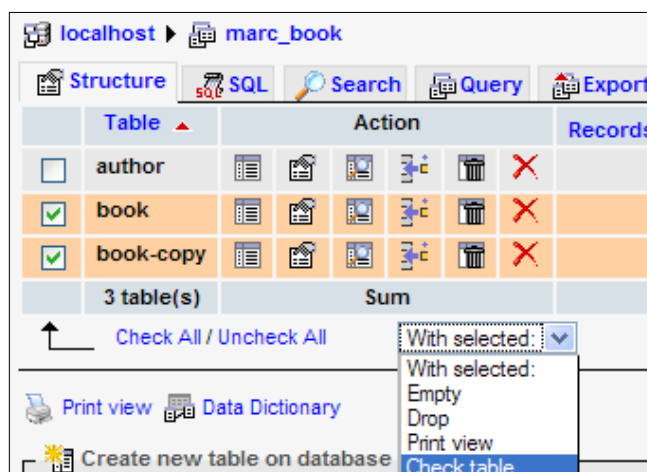 localhost marc_book
Structure SQL Search Query Export
Table Action Records
author
book
book-copy
3 table(s) Sum
Check All / Uncheck All With selected:
With selected:
Empty
Drop
Print view Data Dictionary
Print view
Create new table on database
Check table